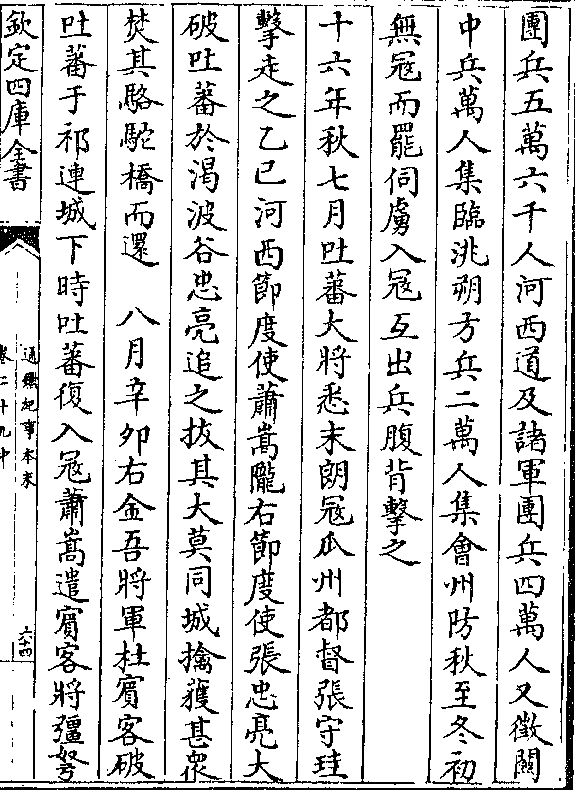 團兵五萬六千人河西道及諸軍團兵四萬人又徵關
中兵萬人集臨洮朔方兵二萬人集會州防秋至冬初
無寇而罷伺虜入寇互出兵腹背擊之
十六年秋七月吐蕃大將悉末朗寇瓜州都督張守珪
擊走之乙巳河西節度使蕭嵩隴右節度使張忠亮大
破吐蕃於渴波谷忠亮追之拔其大莫同城擒獲甚衆
焚其駱駝橋而還　八月辛卯右金吾將軍杜賓客破
吐蕃于祁連城下時吐蕃復入寇蕭嵩遣賓客將彊弩
欽定四庫全書
通鑑紀事本末
卷二十九中
六十四